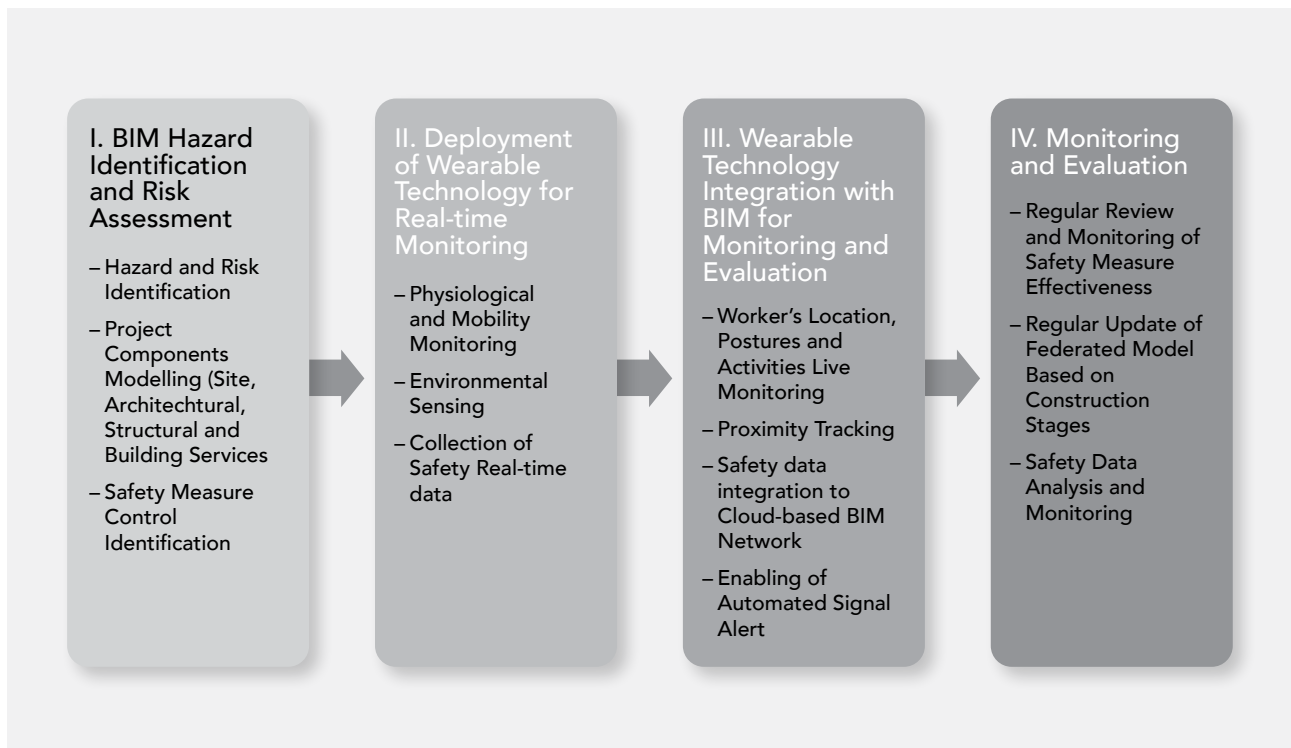 I. BIM Hazard
Identification
and Risk
Assessment
– Hazard and Risk
Identification
– Project
Components
Modelling (Site,
Architechtural,
Structural and
Building Services
– Safety Measure
Control
Identification
II. Deployment
of Wearable
Technology for
Real-time
Monitoring
– Physiological
and Mobility
Monitoring
– Environmental
Sensing
– Collection of
Safety Real-time
data
III. Wearable
Technology
Integration with
BIM for
Monitoring and
Evaluation
– Worker’s Location,
Postures and
Activities Live
Monitoring
– Proximity Tracking
– Safety data
integration to
Cloud-based BIM
Network
– Enabling of
Automated Signal
Alert
IV. Monitoring
and Evaluation
– Regular Review
and Monitoring of
Safety Measure
Effectiveness
– Regular Update of
Federated Model
Based on
Construction
Stages
– Safety Data
Analysis and
Monitoring